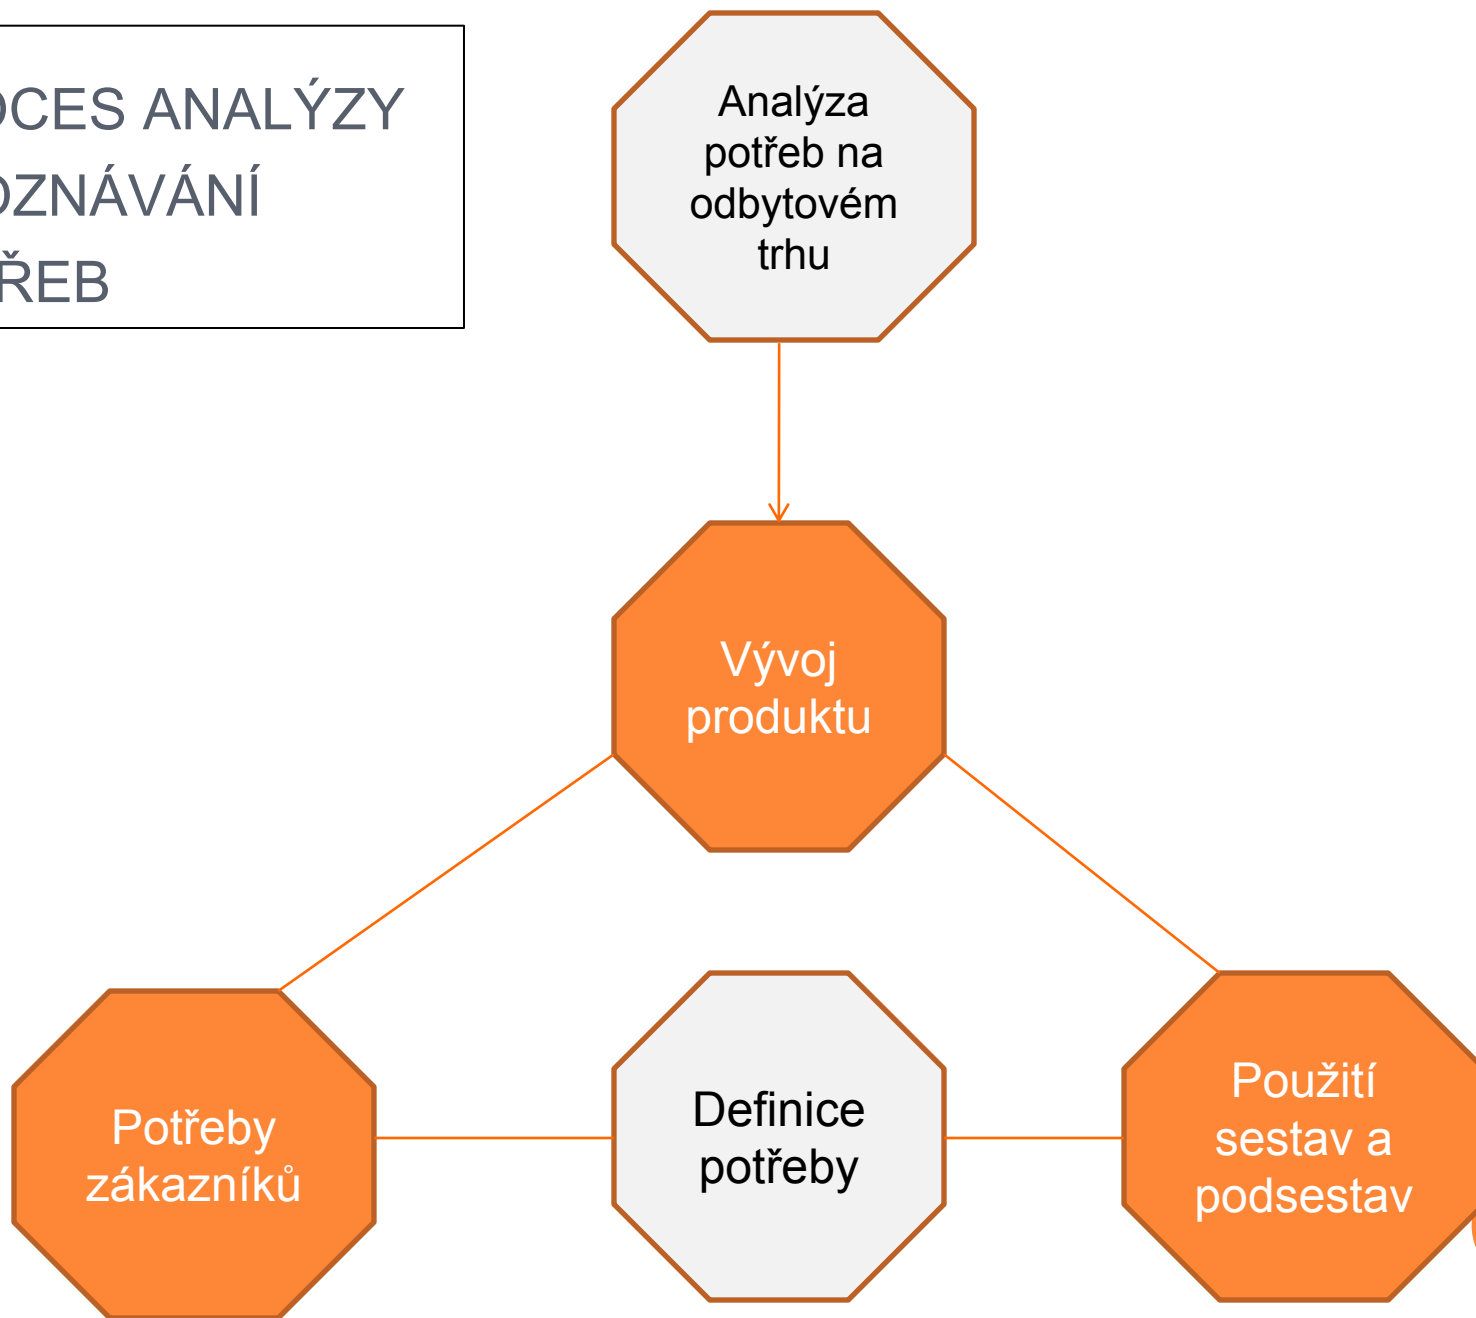 OCES ANALÝZY
OZNÁVÁNÍ
ŘEB
Analýza
potřeb na
odbytovém
trhu
Vývoj
produktu
Potřeby
zákazníků
Definice
potřeby
Použití
sestav a
podsestav